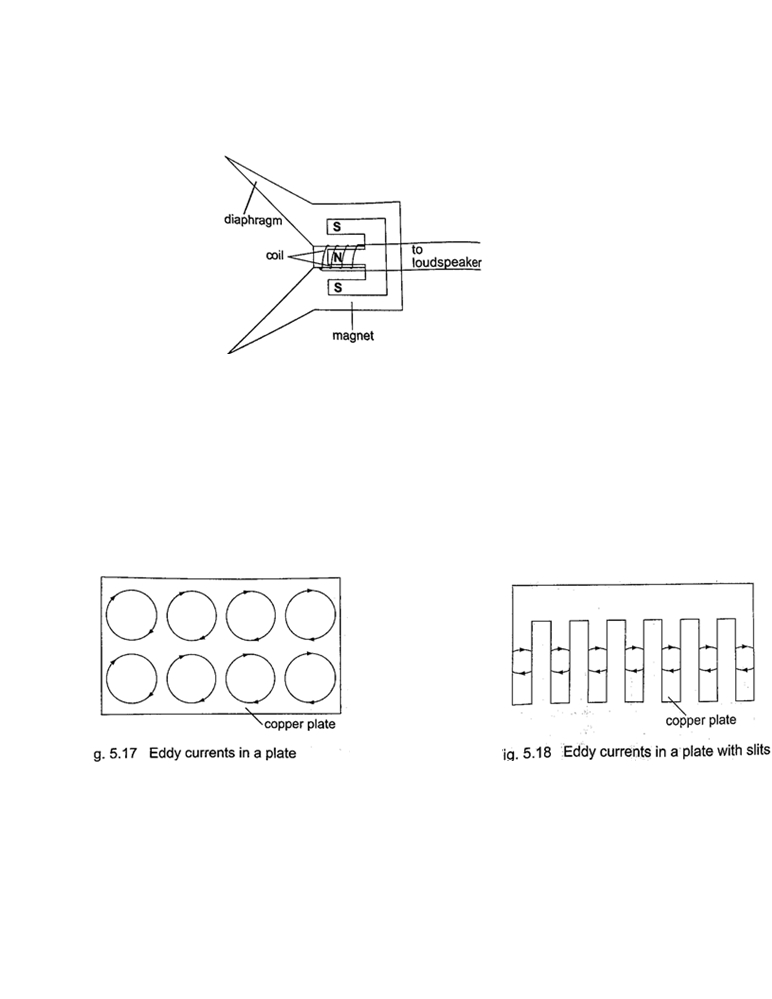 diaphragm
S
coil
N
to
loudspeaker
S
magnet
copper plate
g. 5.17 Eddy currents in a plate
copper plate
ig. 5.18 Eddy currents in a plate with slits